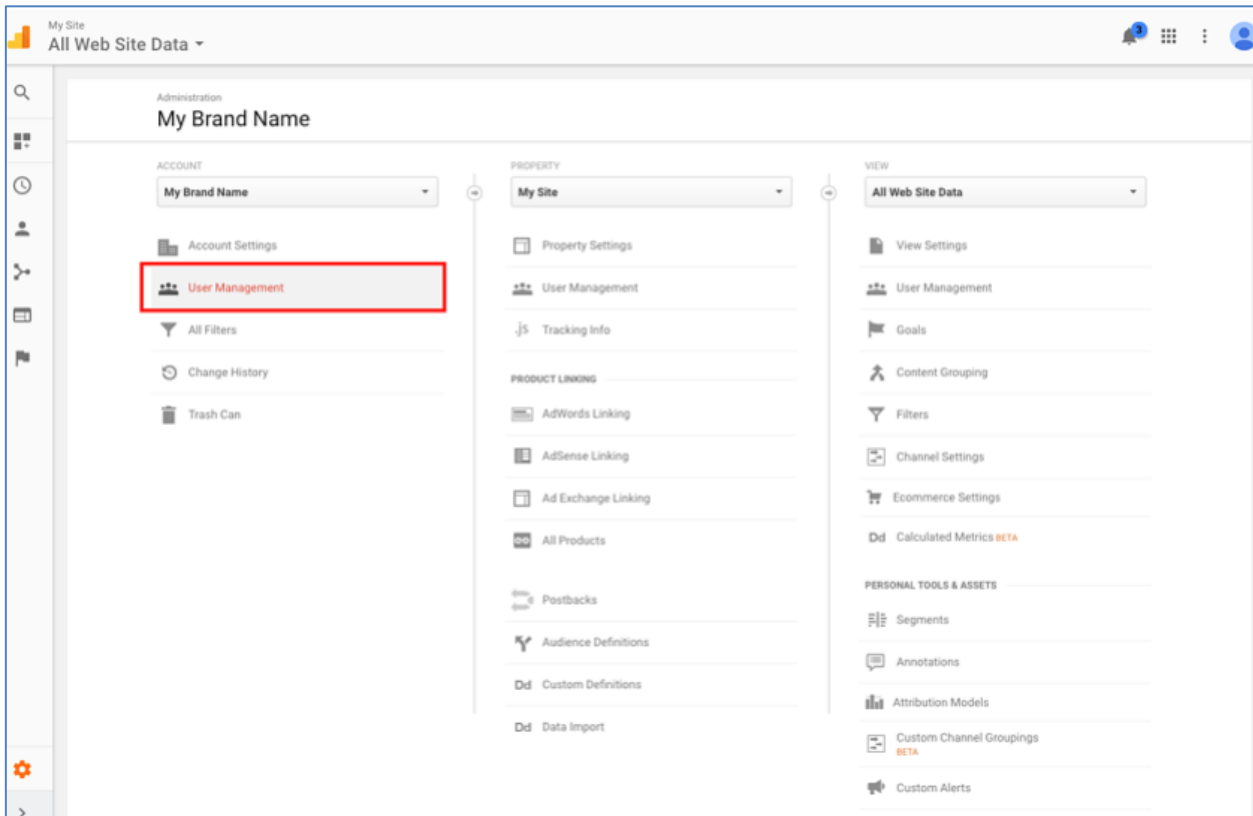 My Site
All Web Site Data
3
Administration
My Brand Name
ACCOUNT
My Brand Name
Account Settings
User Management
All Filters
Change History
Trash Can
PROPERTY
My Site
Property Settings
User Management
.js Tracking Info
PRODUCT LINKING
AdWords Linking
AdSense Linking
Ad Exchange Linking
All Products
Postbacks
Audience Definitions
Dd Custom Definitions
Dd Data Import
VIEW
All Web Site Data
View Settings
User Management
Goals
Content Grouping
Filters
Channel Settings
Ecommerce Settings
Dd Calculated Metrics BETA
PERSONAL TOOLS & ASSETS
Segments
Annotations
Attribution Models
Custom Channel Groupings
BETA
Custom Alerts